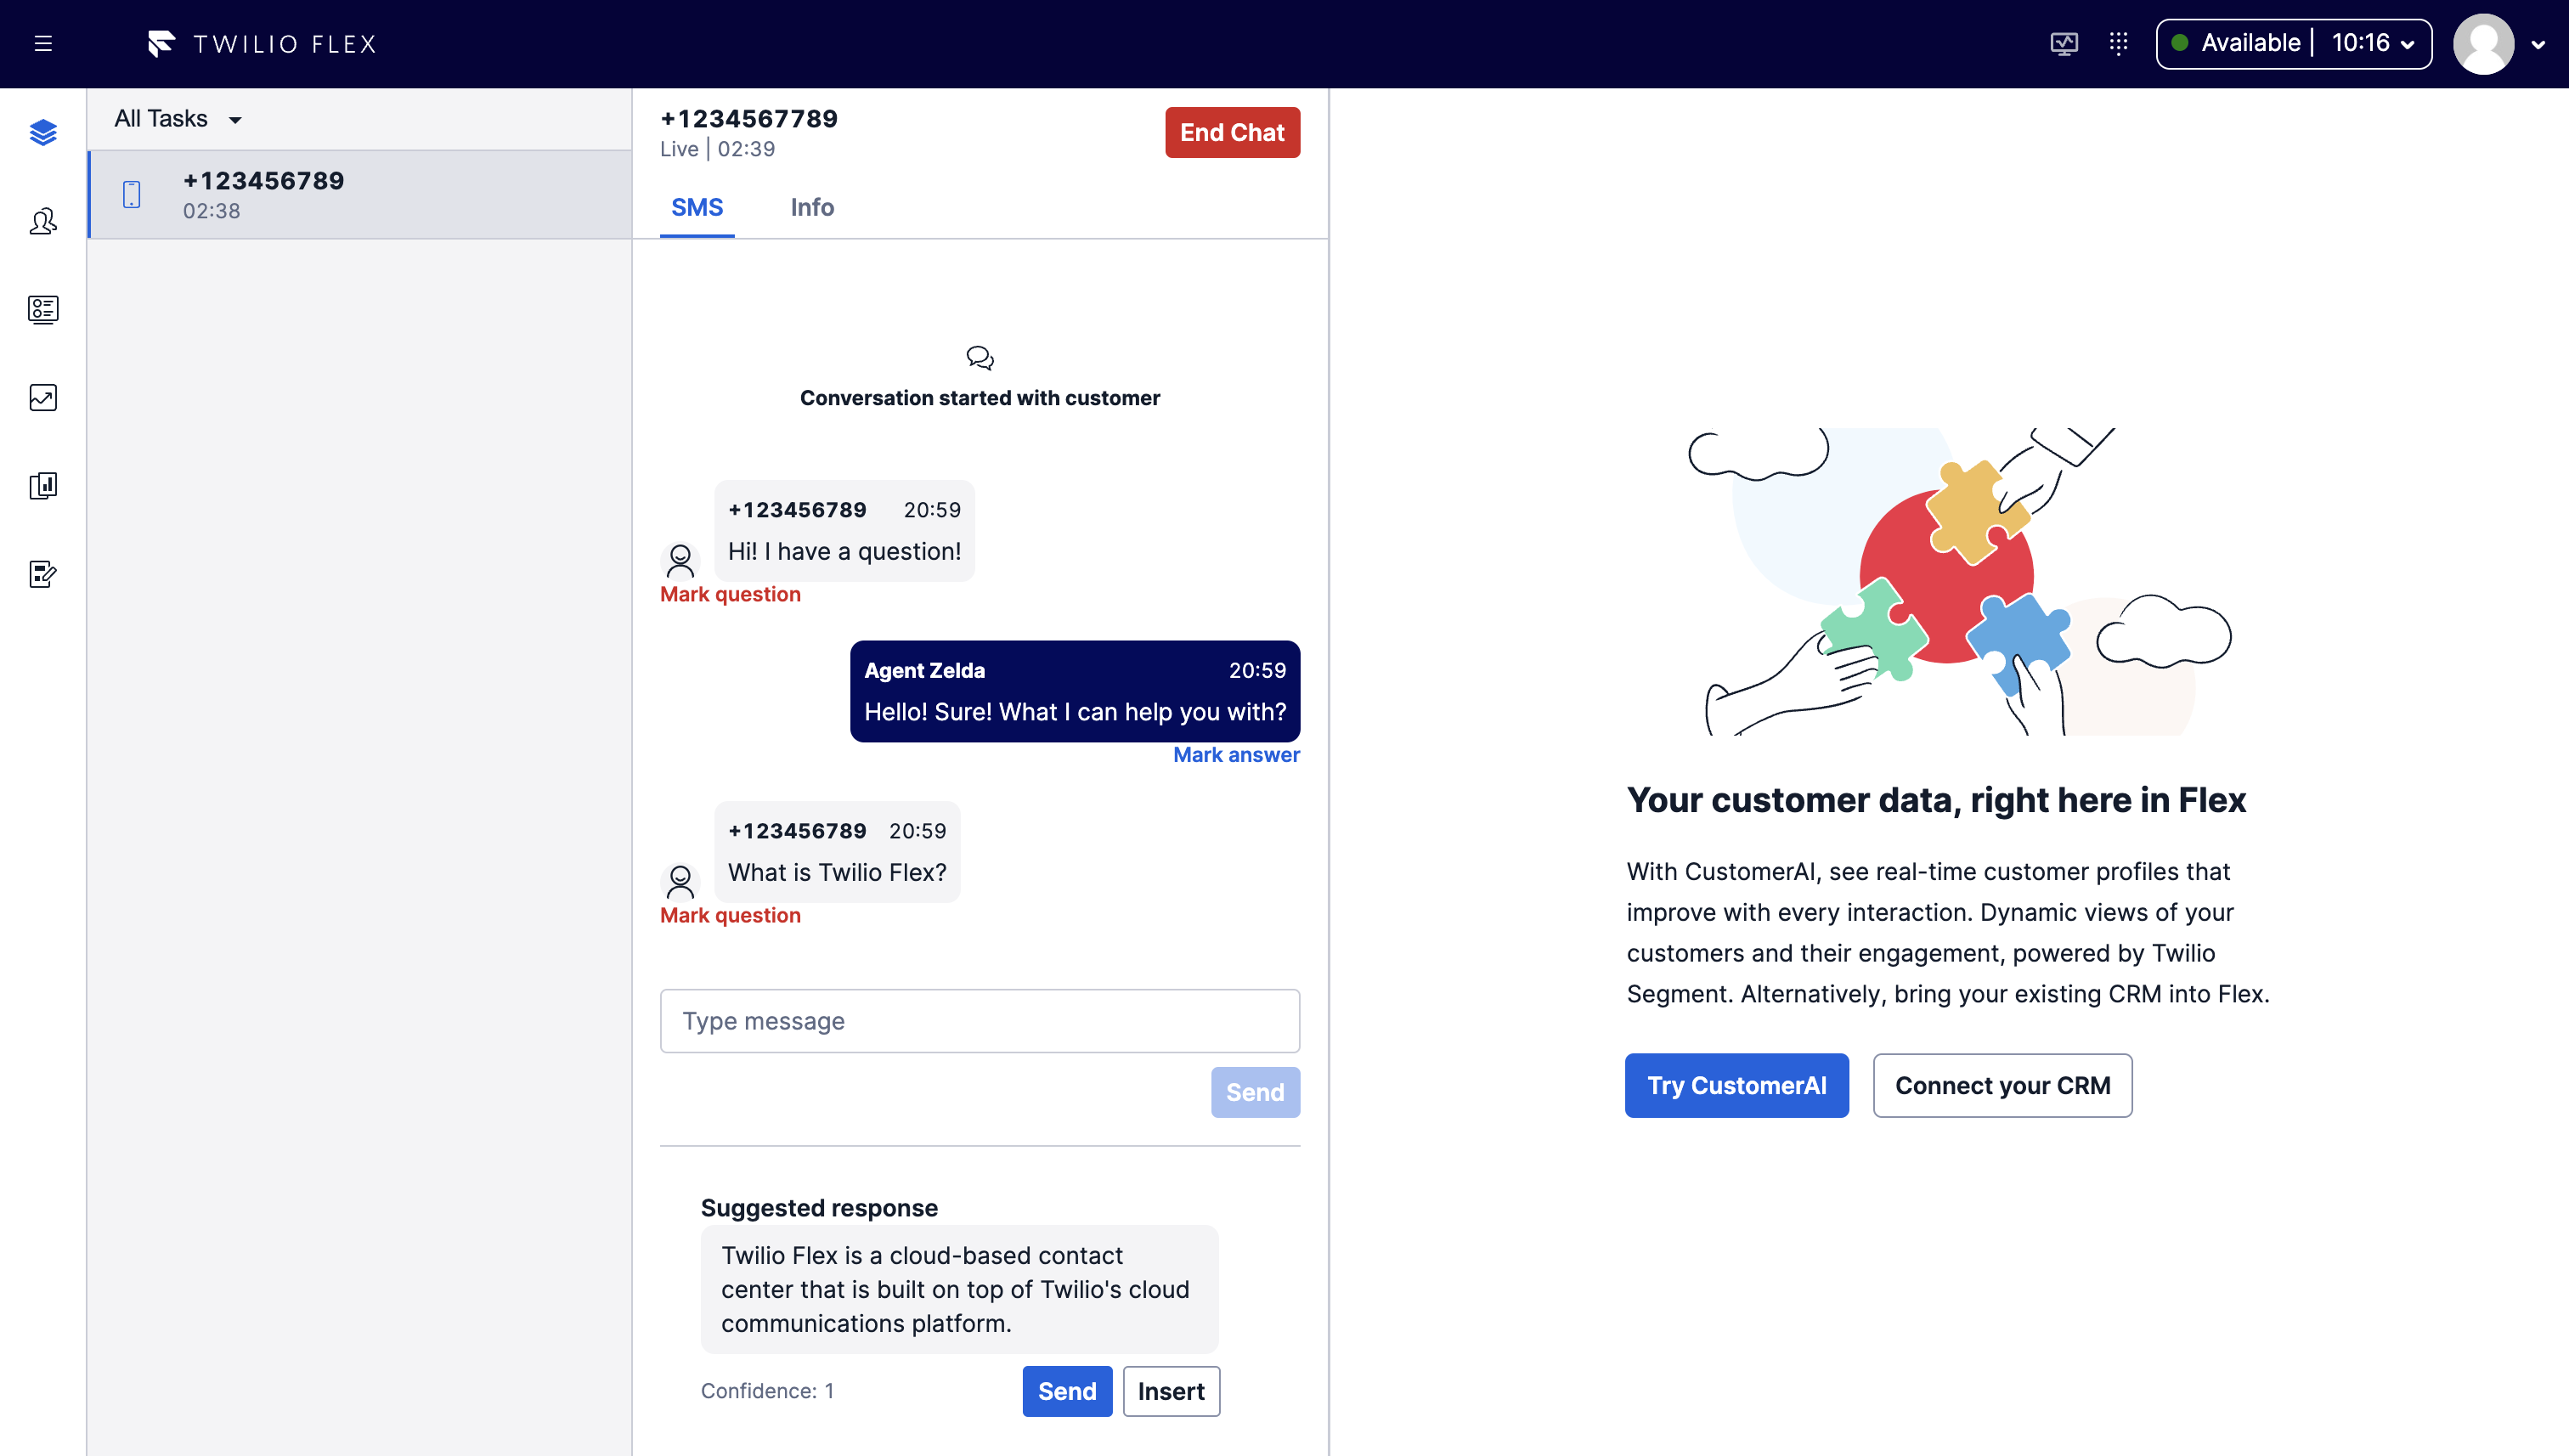 TWILIO FLEX
Available | 10:16
All Tasks
+123456789
02:38
+1234567789
Live | 02:39
End Chat
SMS
Info
Conversation started with customer
+123456789 20:59
Hi! I have a question!
Mark question
Agent Zelda 20:59
Hello! Sure! What I can help you with?
Mark answer
+123456789 20:59
What is Twilio Flex?
Mark question
Type message
Send
Suggested response
Twilio Flex is a cloud-based contact
center that is built on top of Twilio's cloud
communications platform.
Confidence: 1
Send
Insert
Your customer data, right here in Flex
With CustomerAI, see real-time customer profiles that
improve with every interaction. Dynamic views of your
customers and their engagement, powered by Twilio
Segment. Alternatively, bring your existing CRM into Flex.
Try CustomerAI
Connect your CRM